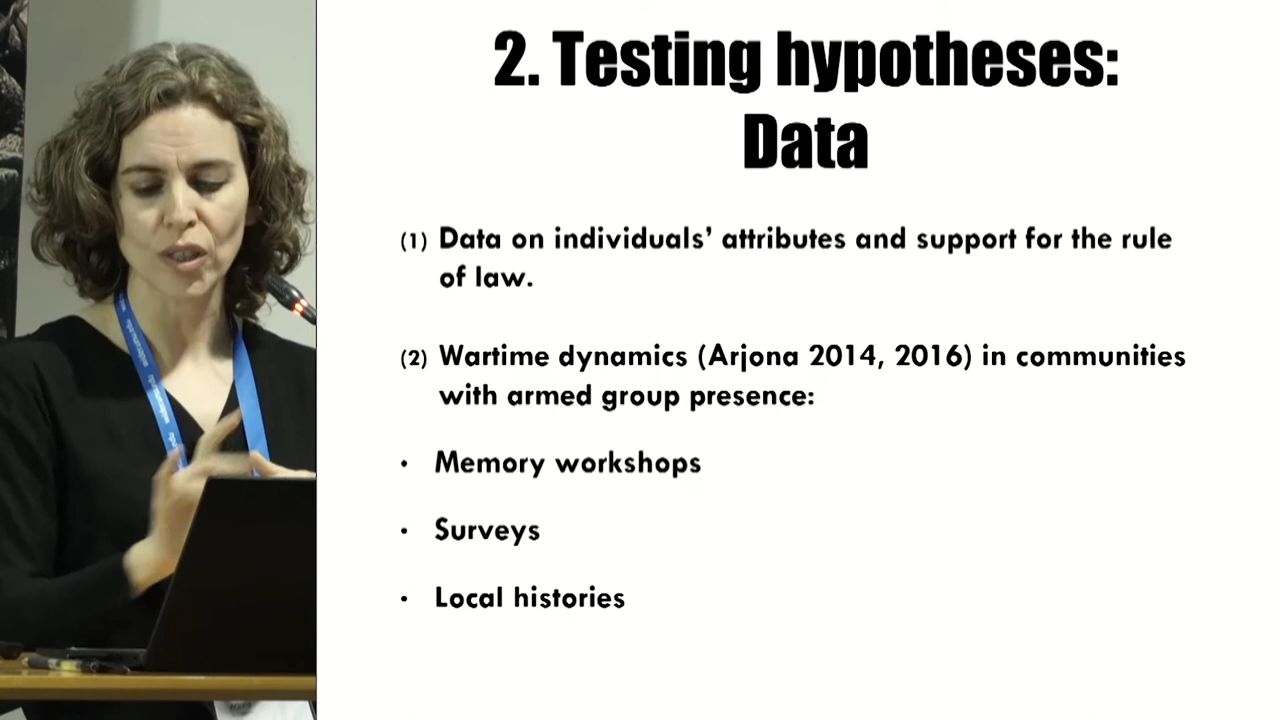 2. Testing hypotheses:
Data
(1) Data on individuals’ attributes and support for the rule
of law.
(2) Wartime dynamics (Arjona 2014, 2016) in communities
with armed group presence:
• Memory workshops
• Surveys
• Local histories